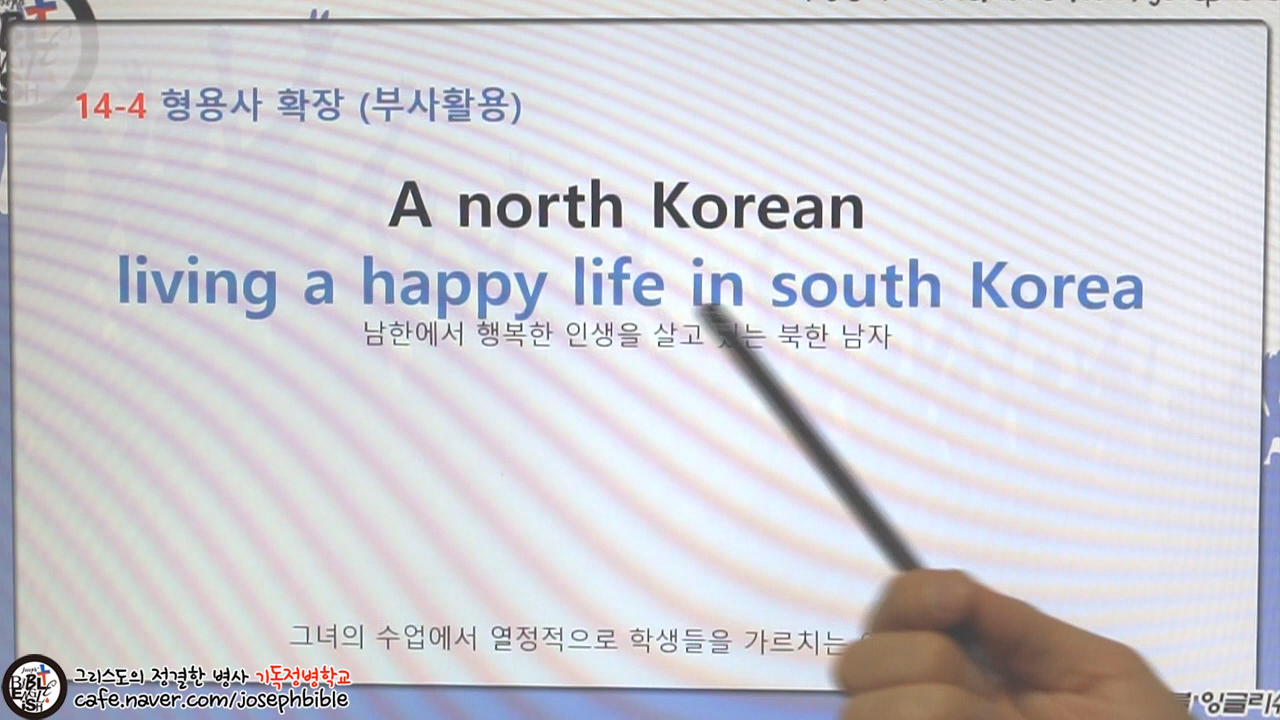 14-4 형용사 확장 (부사활용)
A north Korean
living a happy life in south Korea
남한에서 행복한 인생을 살고 있는 북한 남자
그녀의 수업에서 열정적으로 학생들을 가르치는
그리스도의 정결한 병사 기독정병학교
cafe.naver.com/josephbible